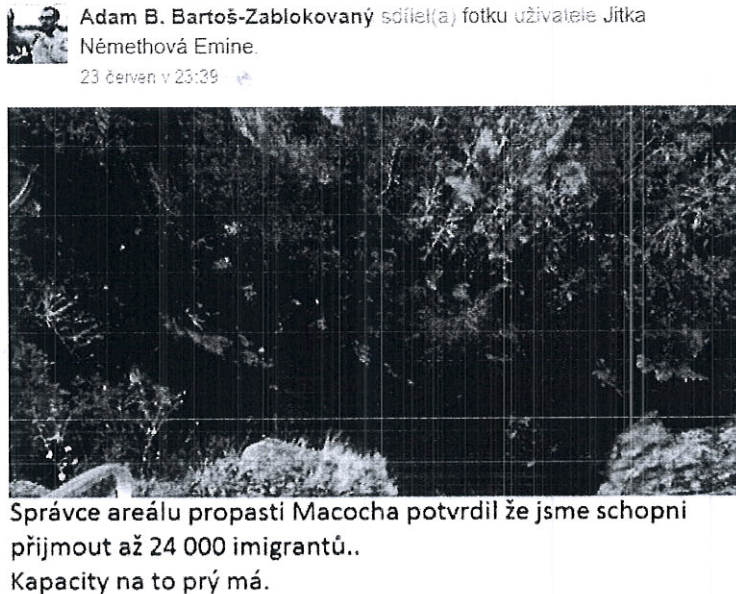 Adam B. Bartoš-Zablokovaný sdílel(a) fotku uživatele Jitka
Némethová Emine.
23 červen v 23:39
Správce areálu propasti Macocha potvrdil že jsme schopni
přijmout až 24 000 imigrantů..
Kapacity na to prý má.